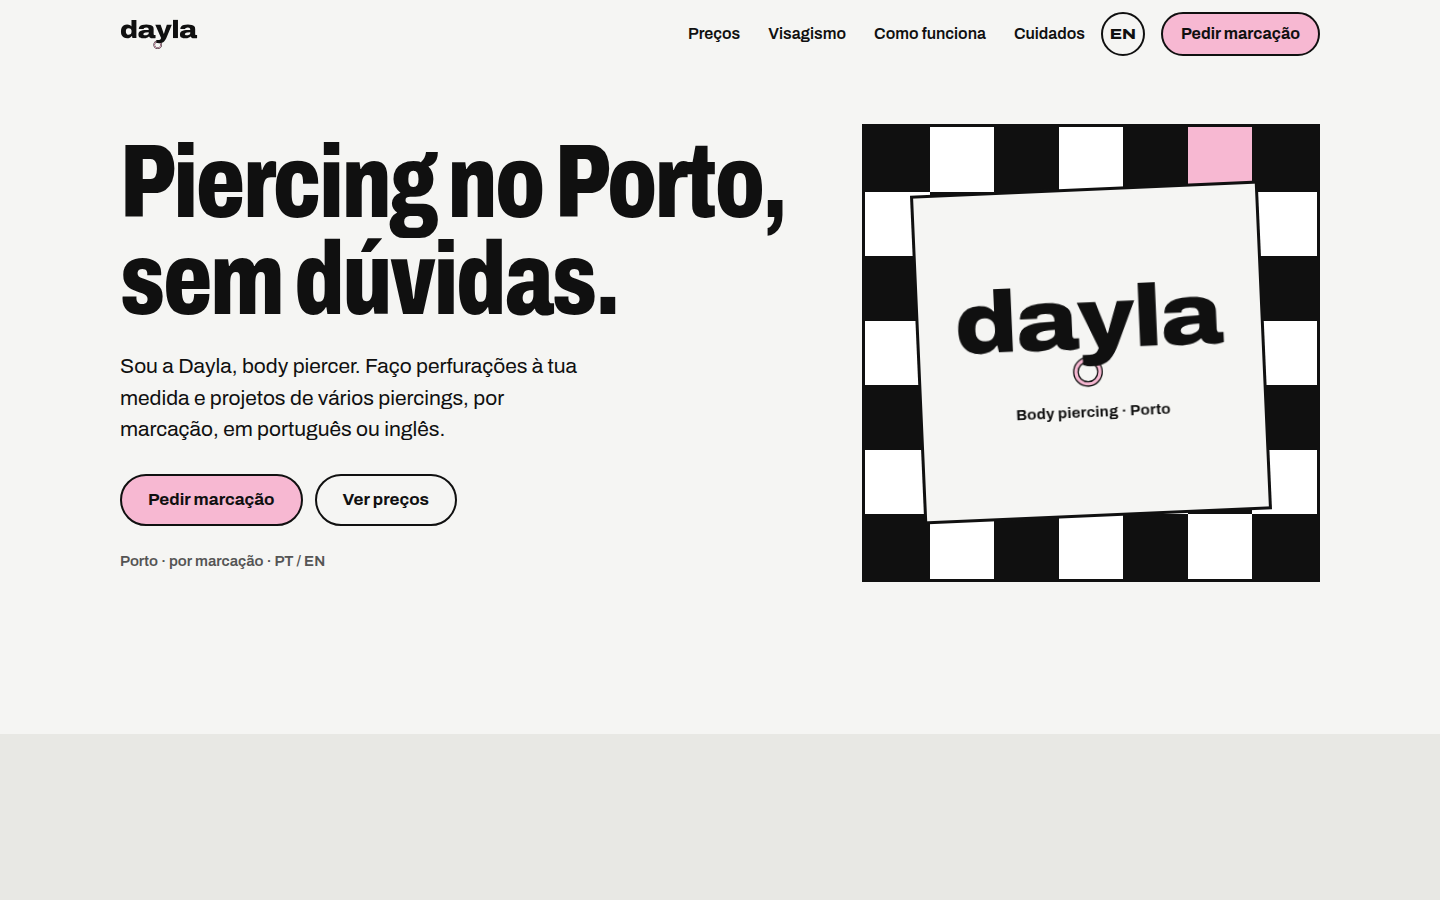 dayla
Preços
Visagismo
Como funciona
Cuidados
EN
Pedir marcação
Piercing no Porto,
sem dúvidas.
Sou a Dayla, body piercer. Faço perfurações à tua
medida e projetos de vários piercings, por
marcação, em português ou inglês.
Pedir marcação
Ver preços
Porto · por marcação · PT / EN
dayla
Body piercing · Porto